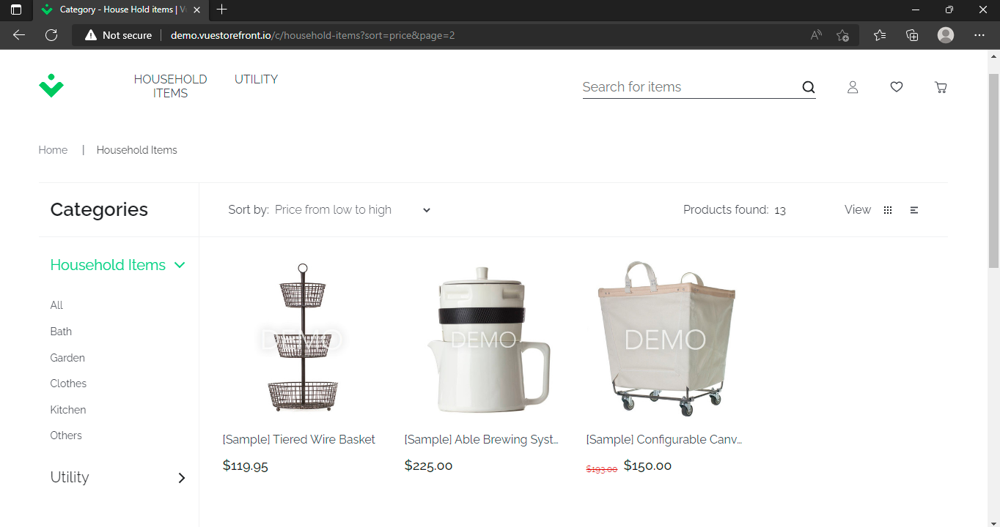 Category - House Hold items | V
Not secure
demo.vuestorefront.io/c/household-items?sort=price&page=2
HOUSEHOLD
ITEMS
UTILITY
Search for items
Home | Household Items
Categories
Sort by: Price from low to high
Products found: 13
View
Household Items
All
Bath
Garden
Clothes
Kitchen
Others
Utility
DEMO
DEMO
DEMO
[Sample] Tiered Wire Basket
$119.95
[Sample] Able Brewing Syst...
$225.00
[Sample] Configurable Canv...
$193.00 $150.00